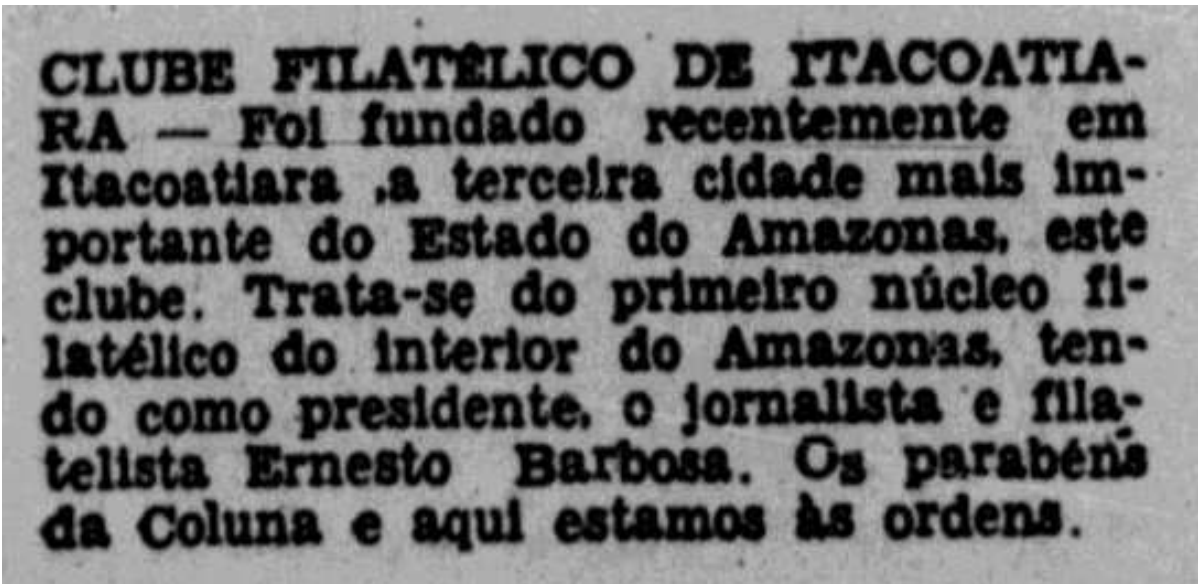 CLUBE FILATÉLICO DE ITACOATIA-
RA — Foi fundado recentemente em
Itacoatiara ,a terceira cidade mais im-
portante do Estado do Amazonas, este
clube. Trata-se do primeiro núcleo fi-
latélico do interior do Amazonas, ten-
do como presidente, o jornalista e fila-
telista Ernesto Barbosa. Os parabéns
da Coluna e aqui estamos às ordens.